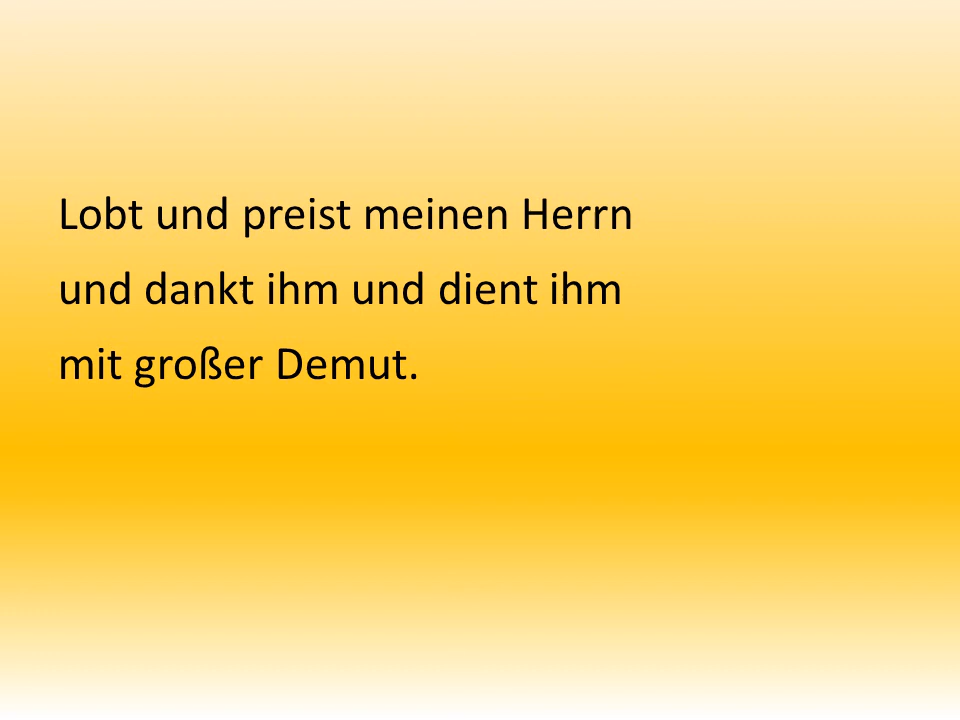 Lobt und preist meinen Herrn
und dankt ihm und dient ihm
mit großer Demut.